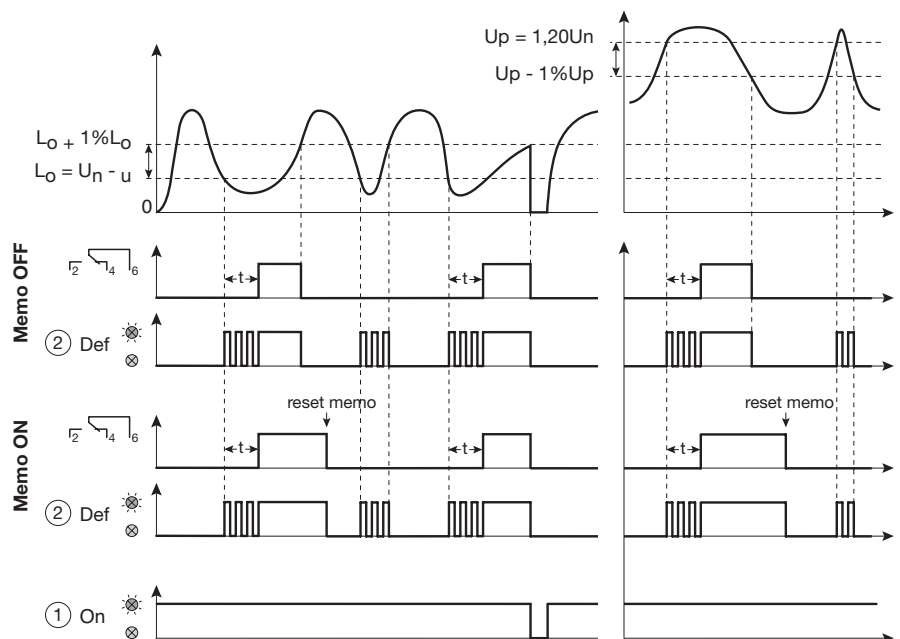 Up = 1,20Un
Up - 1%Up
Lo + 1%Lo
Lo = Un - u
0
Memo OFF
2 4 6
t t t
② Def
Memo ON
reset memo reset memo
2 4 6
t t t
② Def
① On